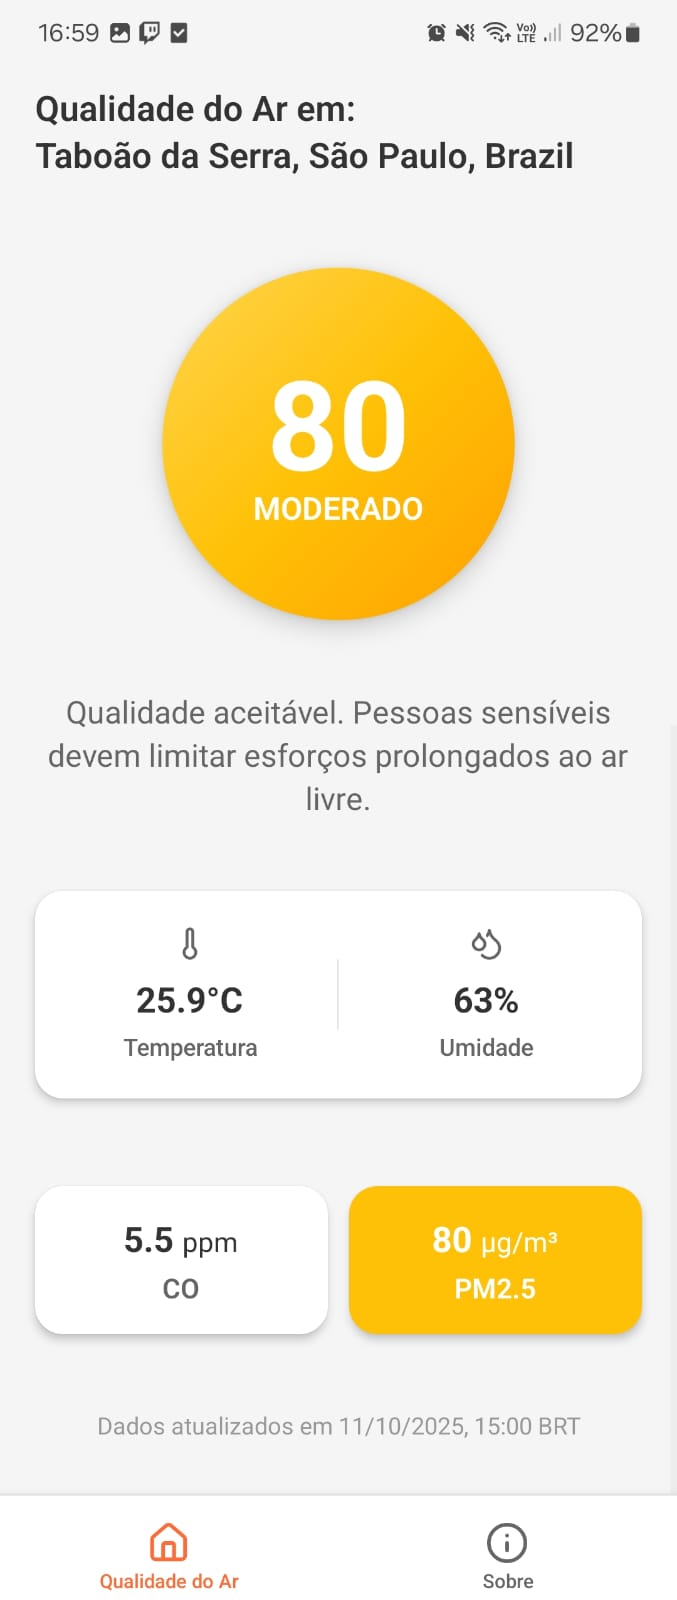 16:59
Vo))
LTE
92%
Qualidade do Ar em:
Taboão da Serra, São Paulo, Brazil
80
MODERADO
Qualidade aceitável. Pessoas sensíveis
devem limitar esforços prolongados ao ar
livre.
25.9°C
63%
Temperatura
Umidade
5.5 ppm
80 µg/m³
CO
PM2.5
Dados atualizados em 11/10/2025, 15:00 BRT
Qualidade do Ar
Sobre